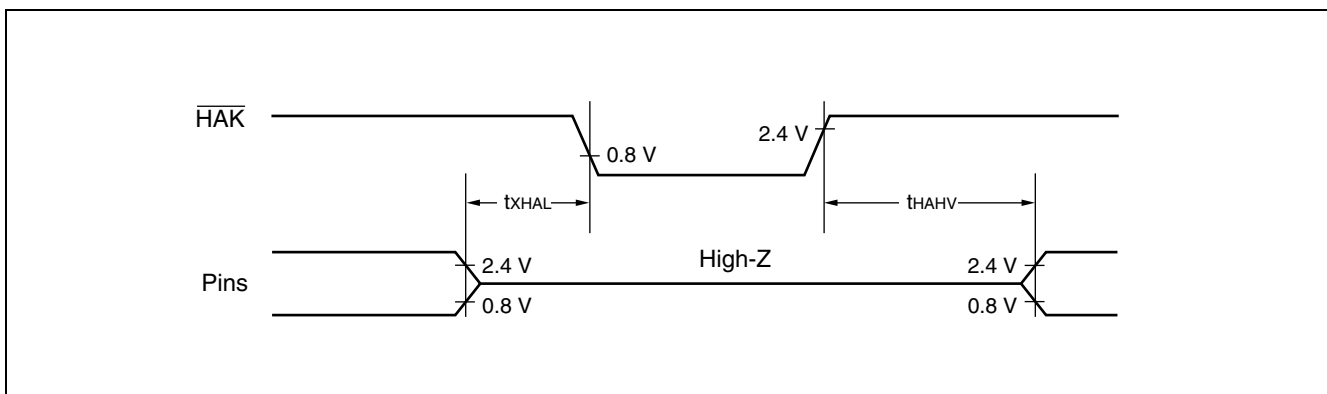 HAK
2.4 V
0.8 V
tXHAL
tHAHV
High-Z
2.4 V
2.4 V
Pins
0.8 V
0.8 V